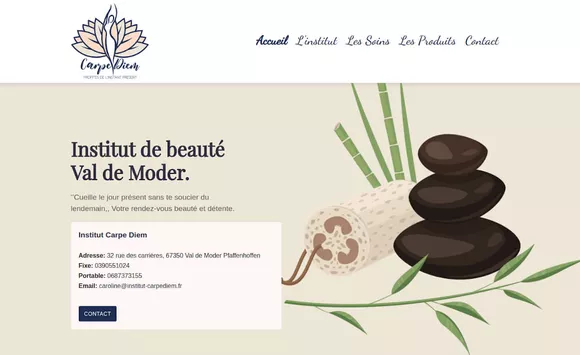 Carpe Diem
PROFITEZ DE L'INSTANT PRÉSENT
Accueil L'institut Les Soins Les Produits Contact
Institut de beauté
Val de Moder.
"Cueille le jour présent sans te soucier du
lendemain,, Votre rendez-vous beauté et détente.
Institut Carpe Diem
Adresse: 32 rue des carrières, 67350 Val de Moder Pfaffenhoffen
Fixe: 0390551024
Portable: 0687373155
Email: caroline@institut-carpediem.fr
CONTACT